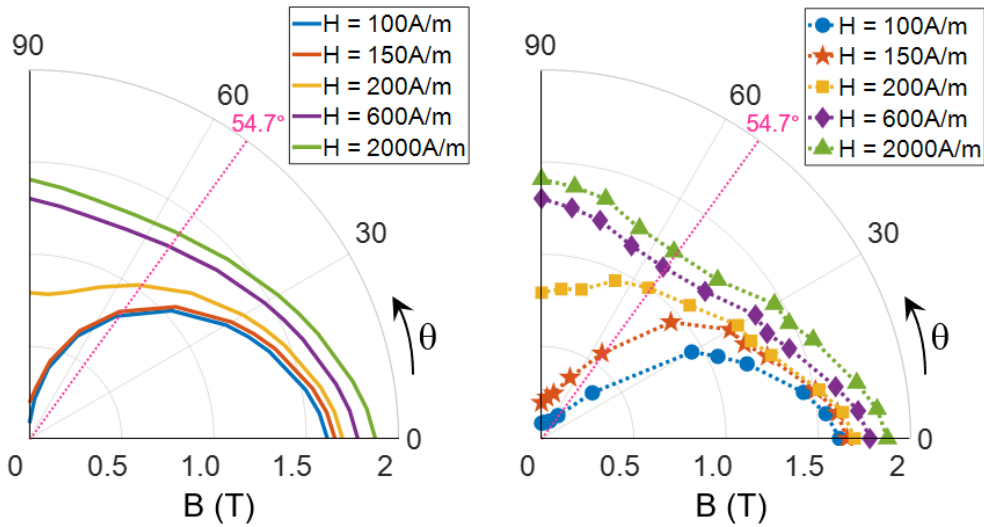 90
60
54.7°
30
θ
0
0
0.5
1.0
1.5
2
B (T)
H = 100A/m
H = 150A/m
H = 200A/m
H = 600A/m
H = 2000A/m
90
60
54.7°
30
θ
0
0
0.5
1.0
1.5
2
B (T)
H = 100A/m
H = 150A/m
H = 200A/m
H = 600A/m
H = 2000A/m